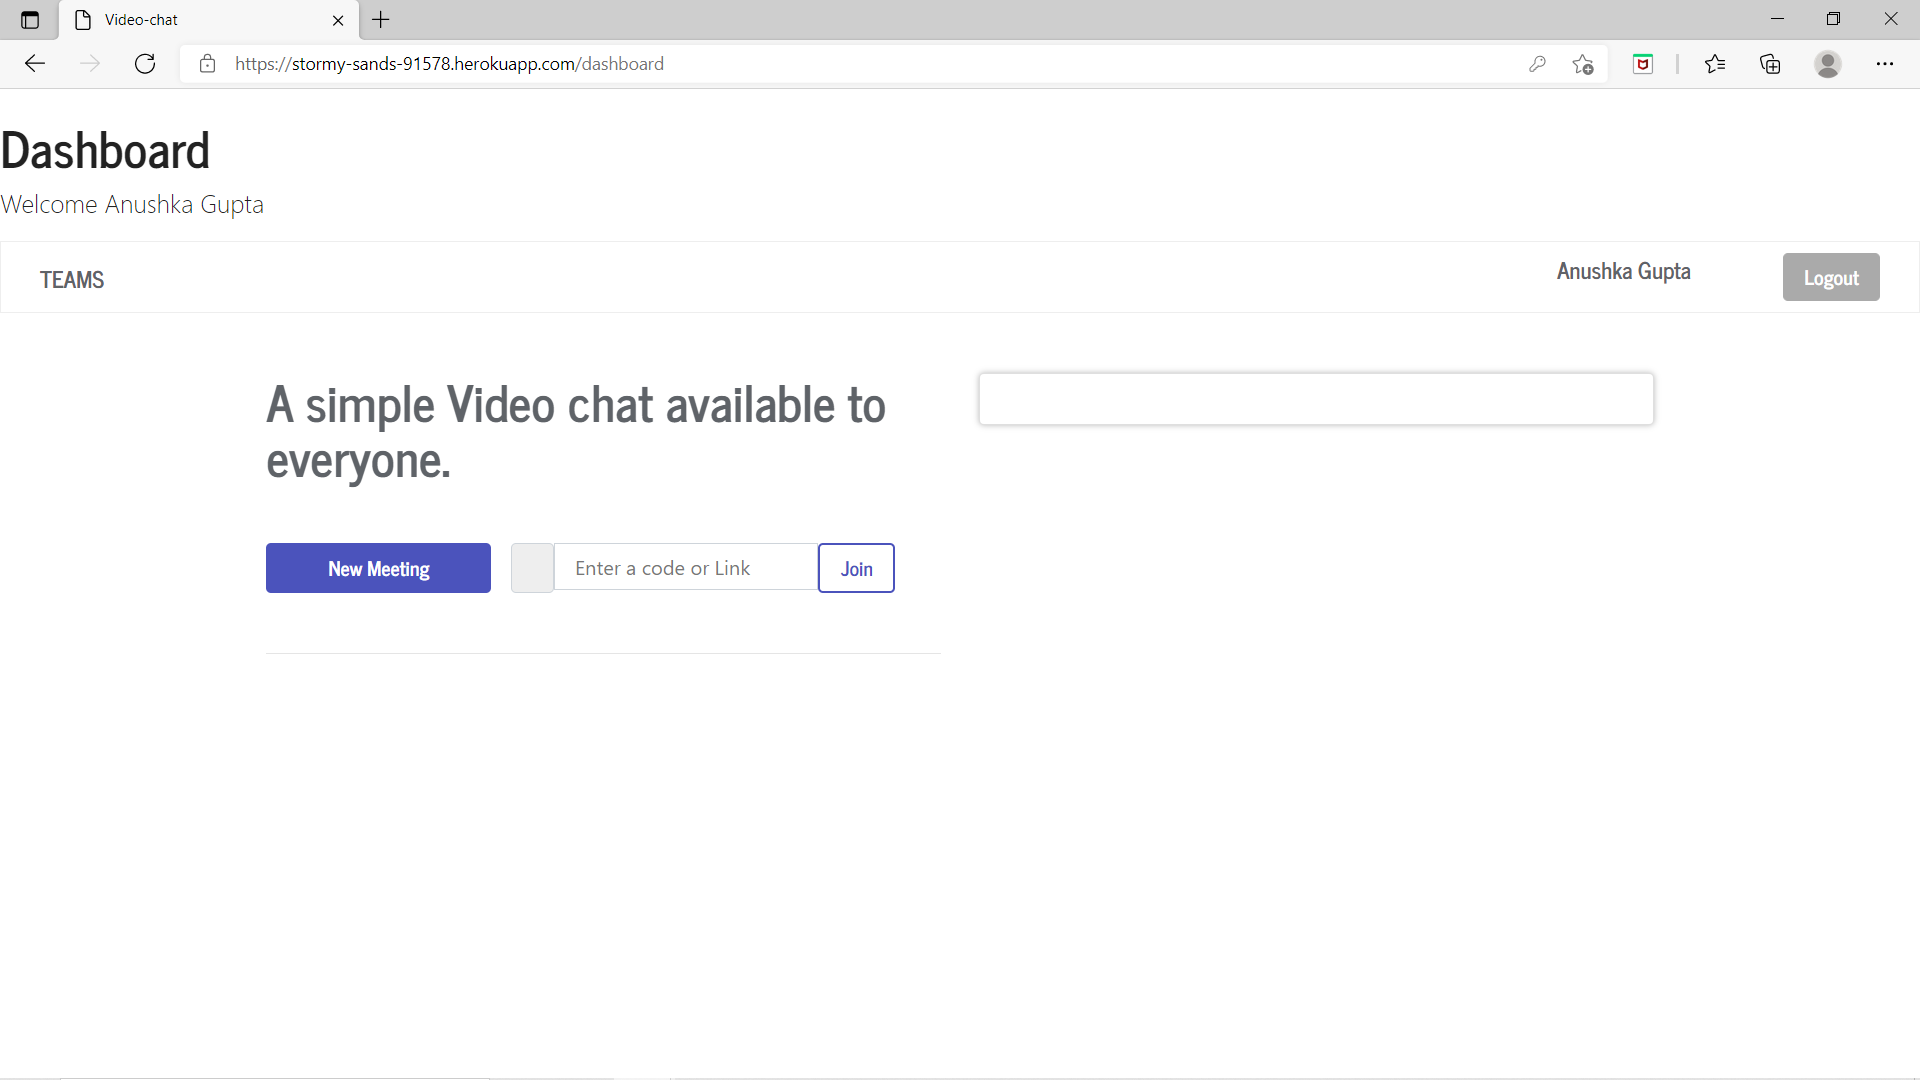 Video-chat
https://stormy-sands-91578.herokuapp.com/dashboard
Dashboard
Welcome Anushka Gupta
TEAMS
Anushka Gupta
Logout
A simple Video chat available to
everyone.
New Meeting
Enter a code or Link
Join